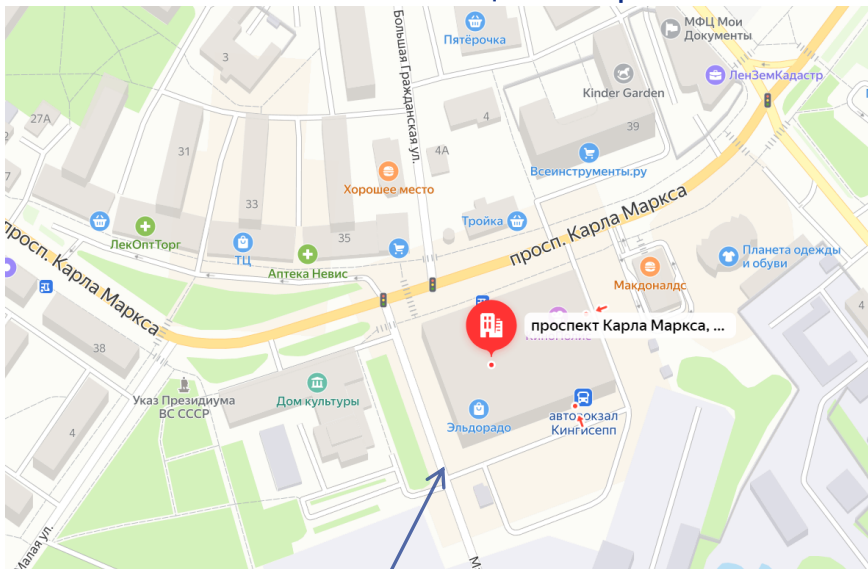 МФЦ Мои
Документы
Пятёрочка
ЛенЗемКадастр
Большая Гражданская ул.
3
Kinder Garden
27А
4
39
31
4А
Всеинструменты.ру
Хорошее место
33
Тройка
просп. Карла Маркса
35
ЛекОптТорг
ТЦ
Аптека Невис
Планета одежды
и обуви
Макдоналдс
просп. Карла Маркса
4
проспект Карла Маркса, ...
38
Указ Президиума
ВС СССР
Дом культуры
4
Эльдорадо
автовокзал
Кингисепп
Малая ул.